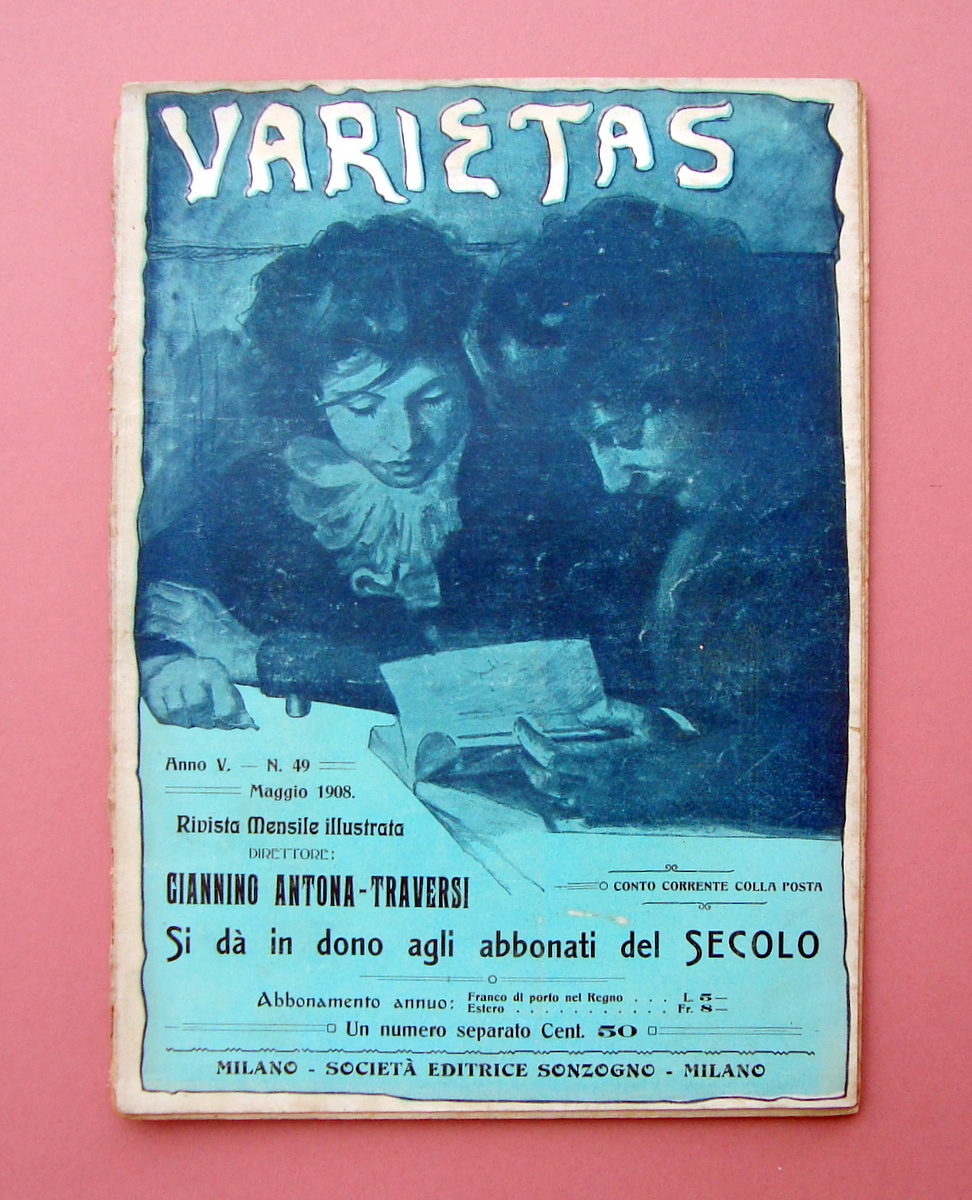 VARIETAS
Anno V. — N. 49
Maggio 1908.
Rivista Mensile illustrata
DIRETTORE:
GIANNINO ANTONA-TRAVERSI
CONTO CORRENTE COLLA POSTA
Si dà in dono agli abbonati del SECOLO
Abbonamento annuo: Franco di porto nel Regno . . . L. 5—
Estero . . . . . . . . . . . Fr. 8—
Un numero separato Cent. 50
MILANO - SOCIETÀ EDITRICE SONZOGNO - MILANO